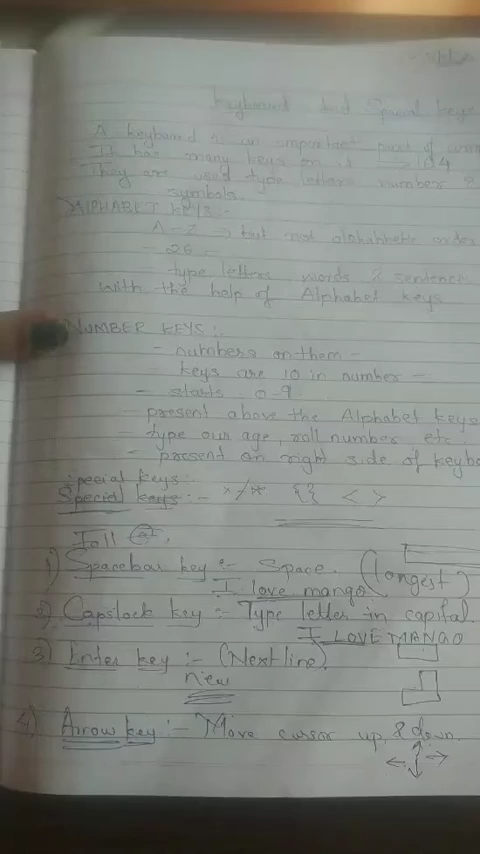 Keyboard and Special keys
A keyboard is an important part of
It has many keys on it → 104
They are used type letters numbers &
symbols.
ALPHABET KEYS :-
A-Z → but not alphabetic order
- 26 -
- type letters words & sentence
with the help of Alphabet keys
NUMBER KEYS :-
- numbers on them -
- keys are 10 in number -
- starts 0-9
- present above the Alphabet keys
- type our age, roll number, etc.
- present on right side of keybo
Special keys:
Special keys :- * / * {} < >
1) Spacebar key :- Space. (longest)
I love mango
2) Capslock key :- Type letter in capital.
I LOVE MANGO
3) Enter key :- (Next line)
new
4) Arrow key :- Move cursor up & down.